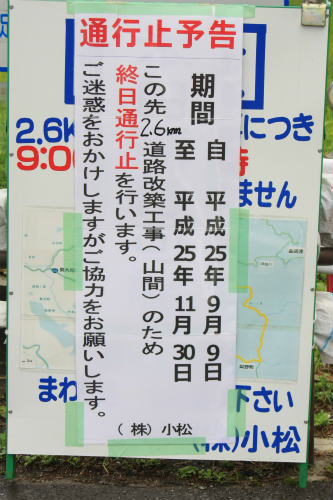 通行止予告
期間 自 平成25年9月9日
至 平成25年11月30日
この先2.6km道路改築工事(山間)のため
終日通行止を行います。
ご迷惑をおかけしますがご協力をお願いします。
(株)小松
2.6K
につき
9:00
時
ません
まわ
下さい
(株)小松